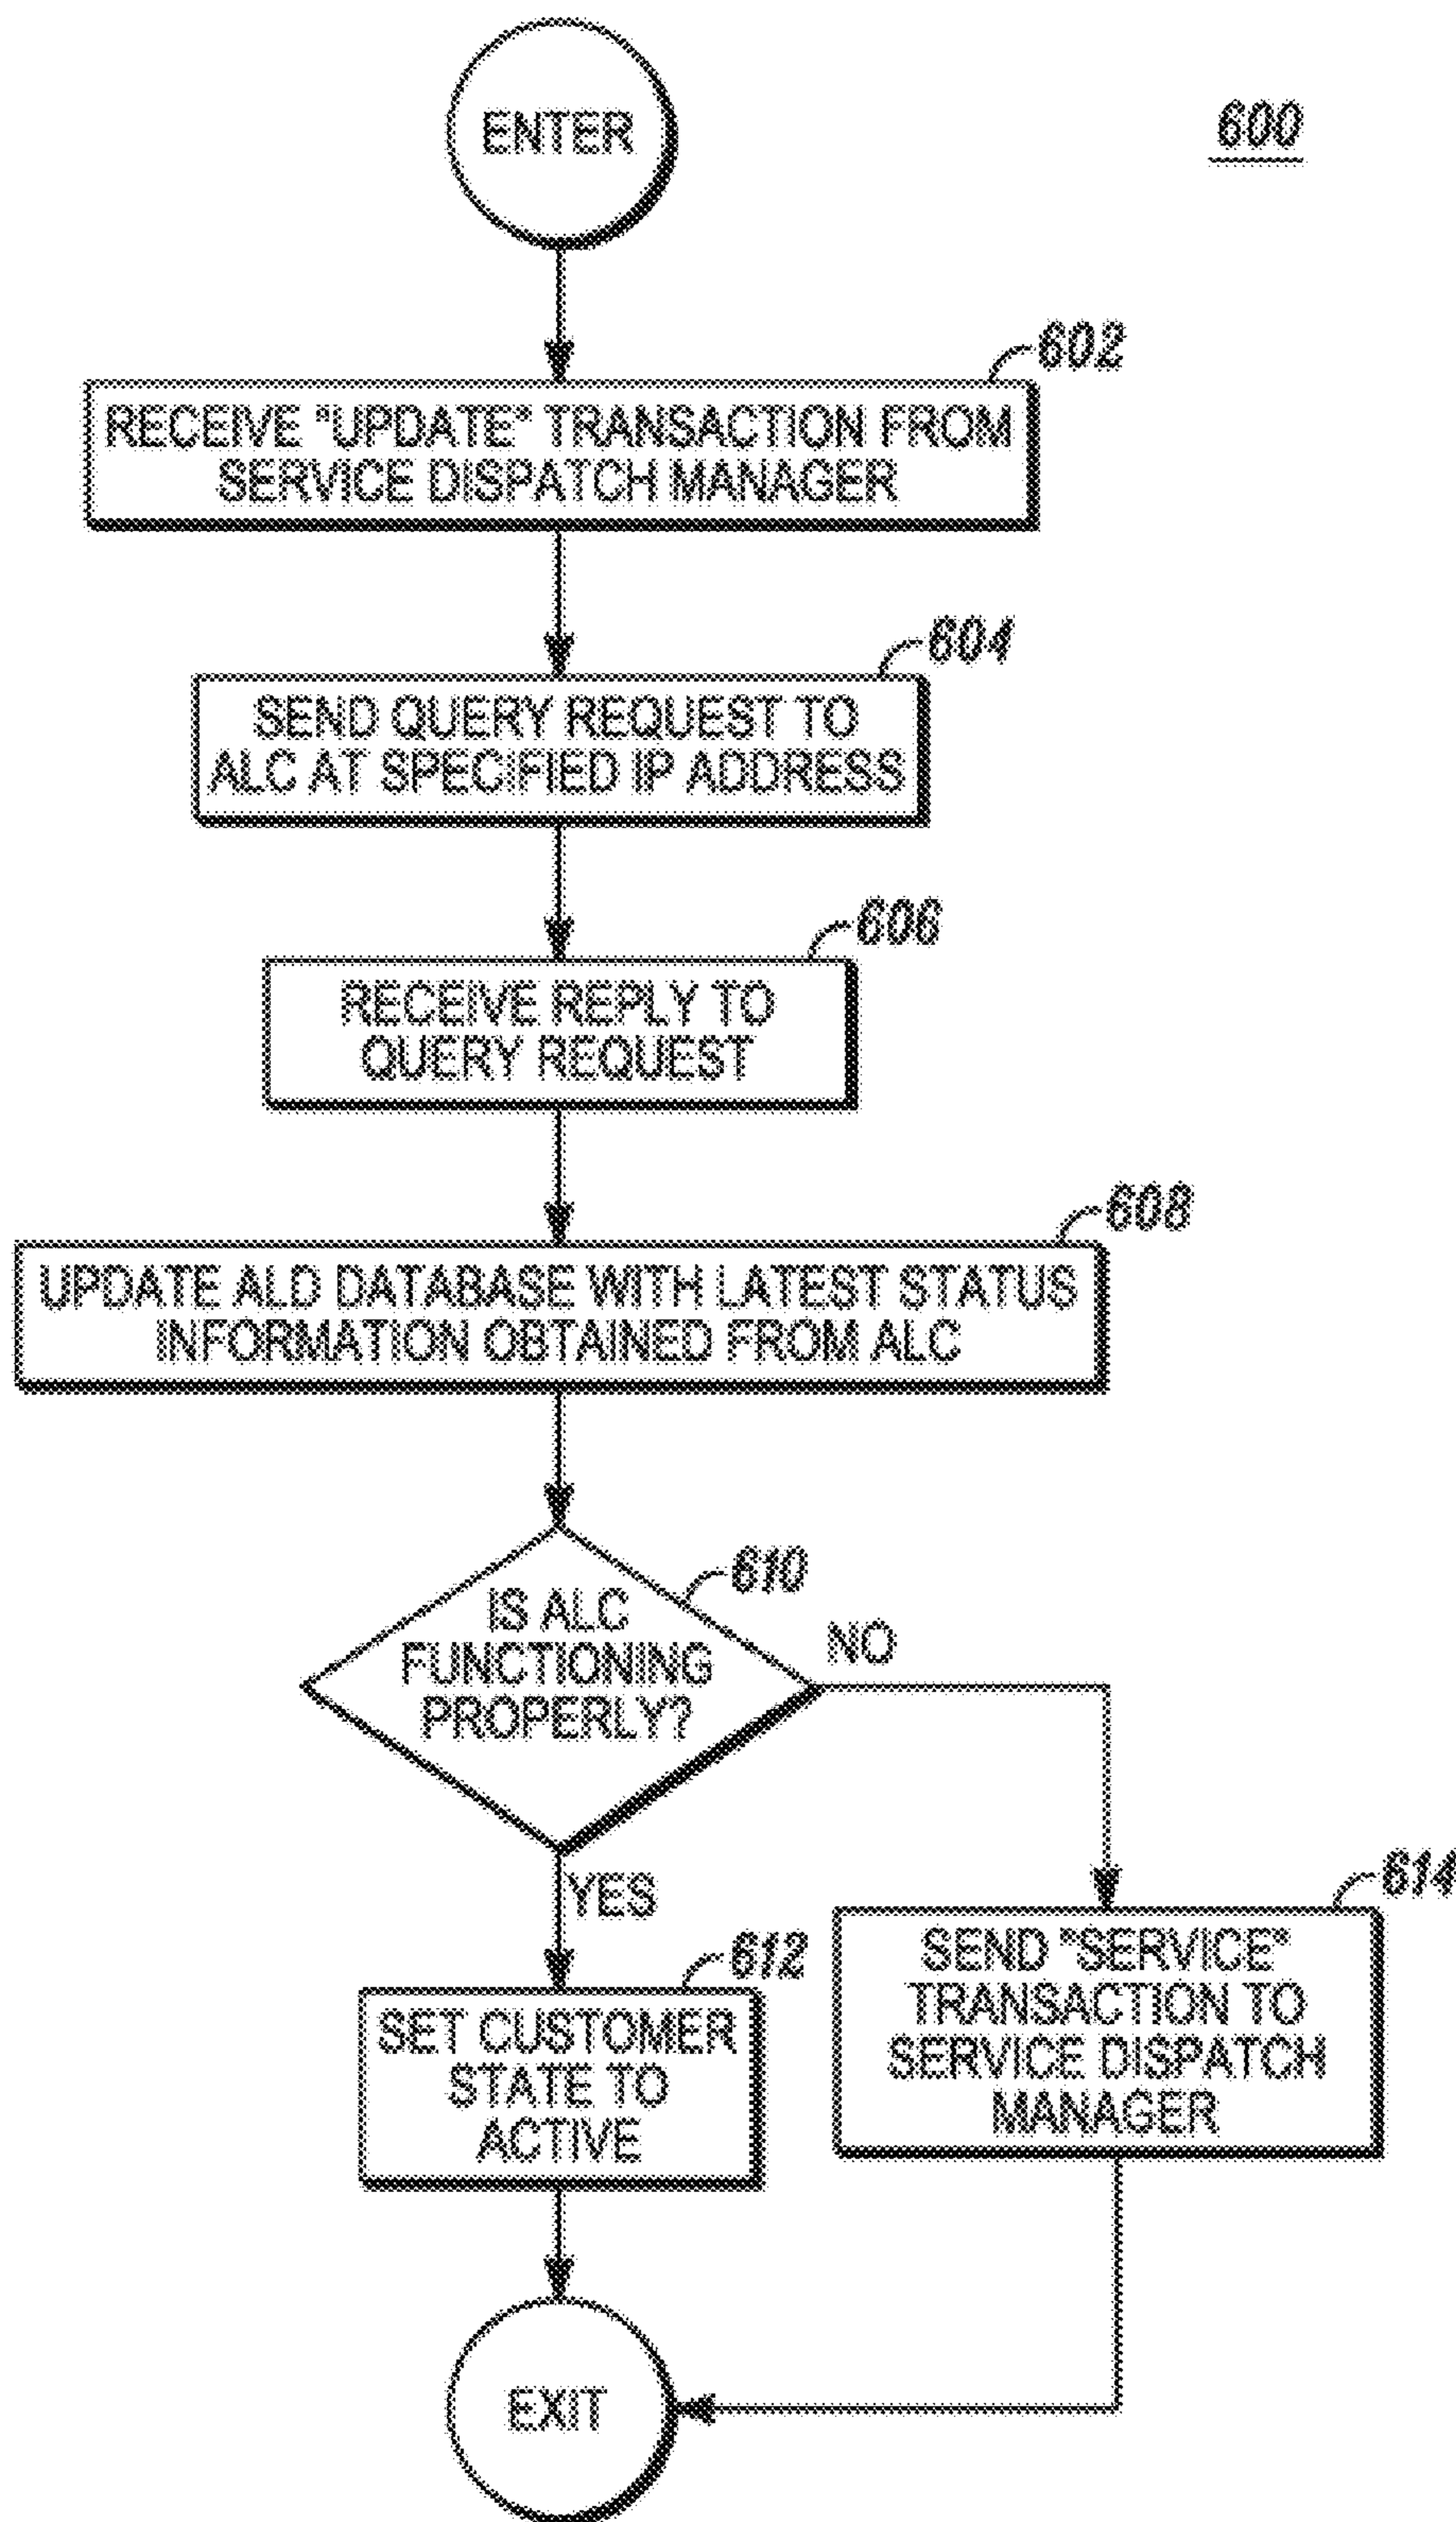 ENTER
600
602
RECEIVE "UPDATE" TRANSACTION FROM
SERVICE DISPATCH MANAGER
604
SEND QUERY REQUEST TO
ALC AT SPECIFIED IP ADDRESS
606
RECEIVE REPLY TO
QUERY REQUEST
608
UPDATE ALD DATABASE WITH LATEST STATUS
INFORMATION OBTAINED FROM ALC
610
IS ALC
FUNCTIONING
PROPERLY?
NO
YES
612
SET CUSTOMER
STATE TO
ACTIVE
614
SEND "SERVICE"
TRANSACTION TO
SERVICE DISPATCH
MANAGER
EXIT